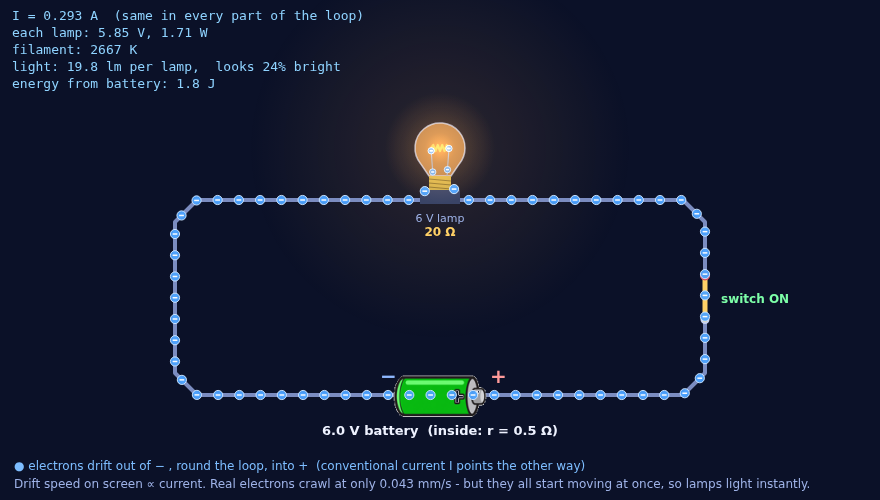 I = 0.293 A  (same in every part of the loop)
each lamp: 5.85 V, 1.71 W
filament: 2667 K
light: 19.8 lm per lamp,  looks 24% bright
energy from battery: 1.8 J
6 V lamp
20 Ω
switch ON
− +
6.0 V battery  (inside: r = 0.5 Ω)
● electrons drift out of − , round the loop, into +  (conventional current I points the other way)
Drift speed on screen ∝ current. Real electrons crawl at only 0.043 mm/s - but they all start moving at once, so lamps light instantly.